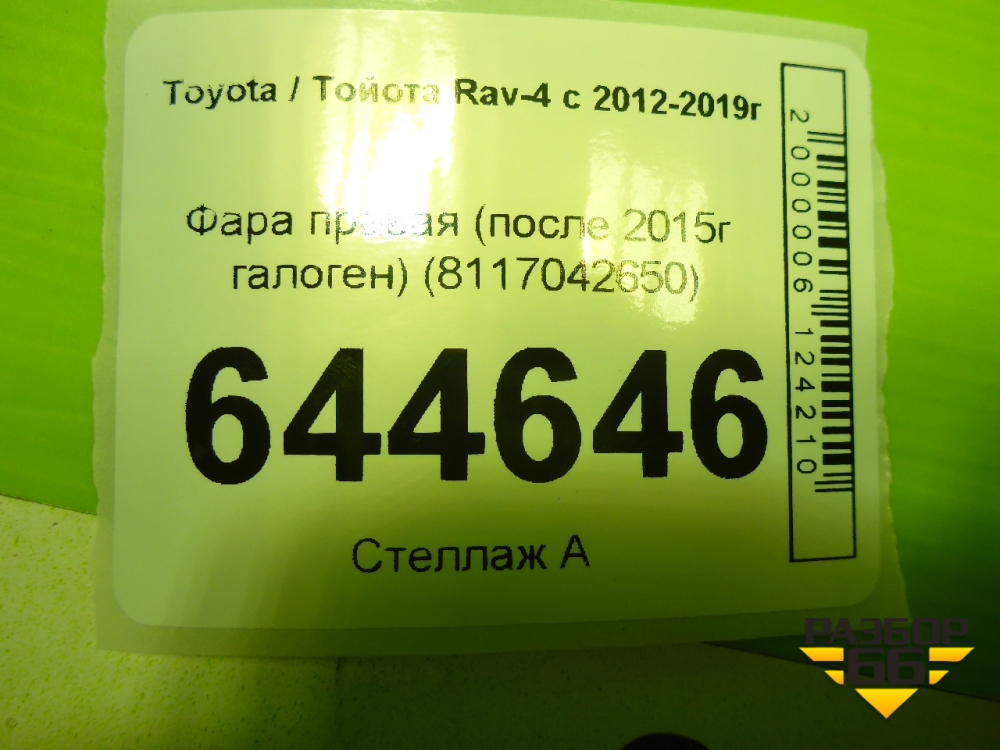 Toyota / Тойота Rav-4 с 2012-2019г
Фара правая (после 2015г
галоген) (8117042650)
644646
Стеллаж А
2000006124210
РАЗБОР
66